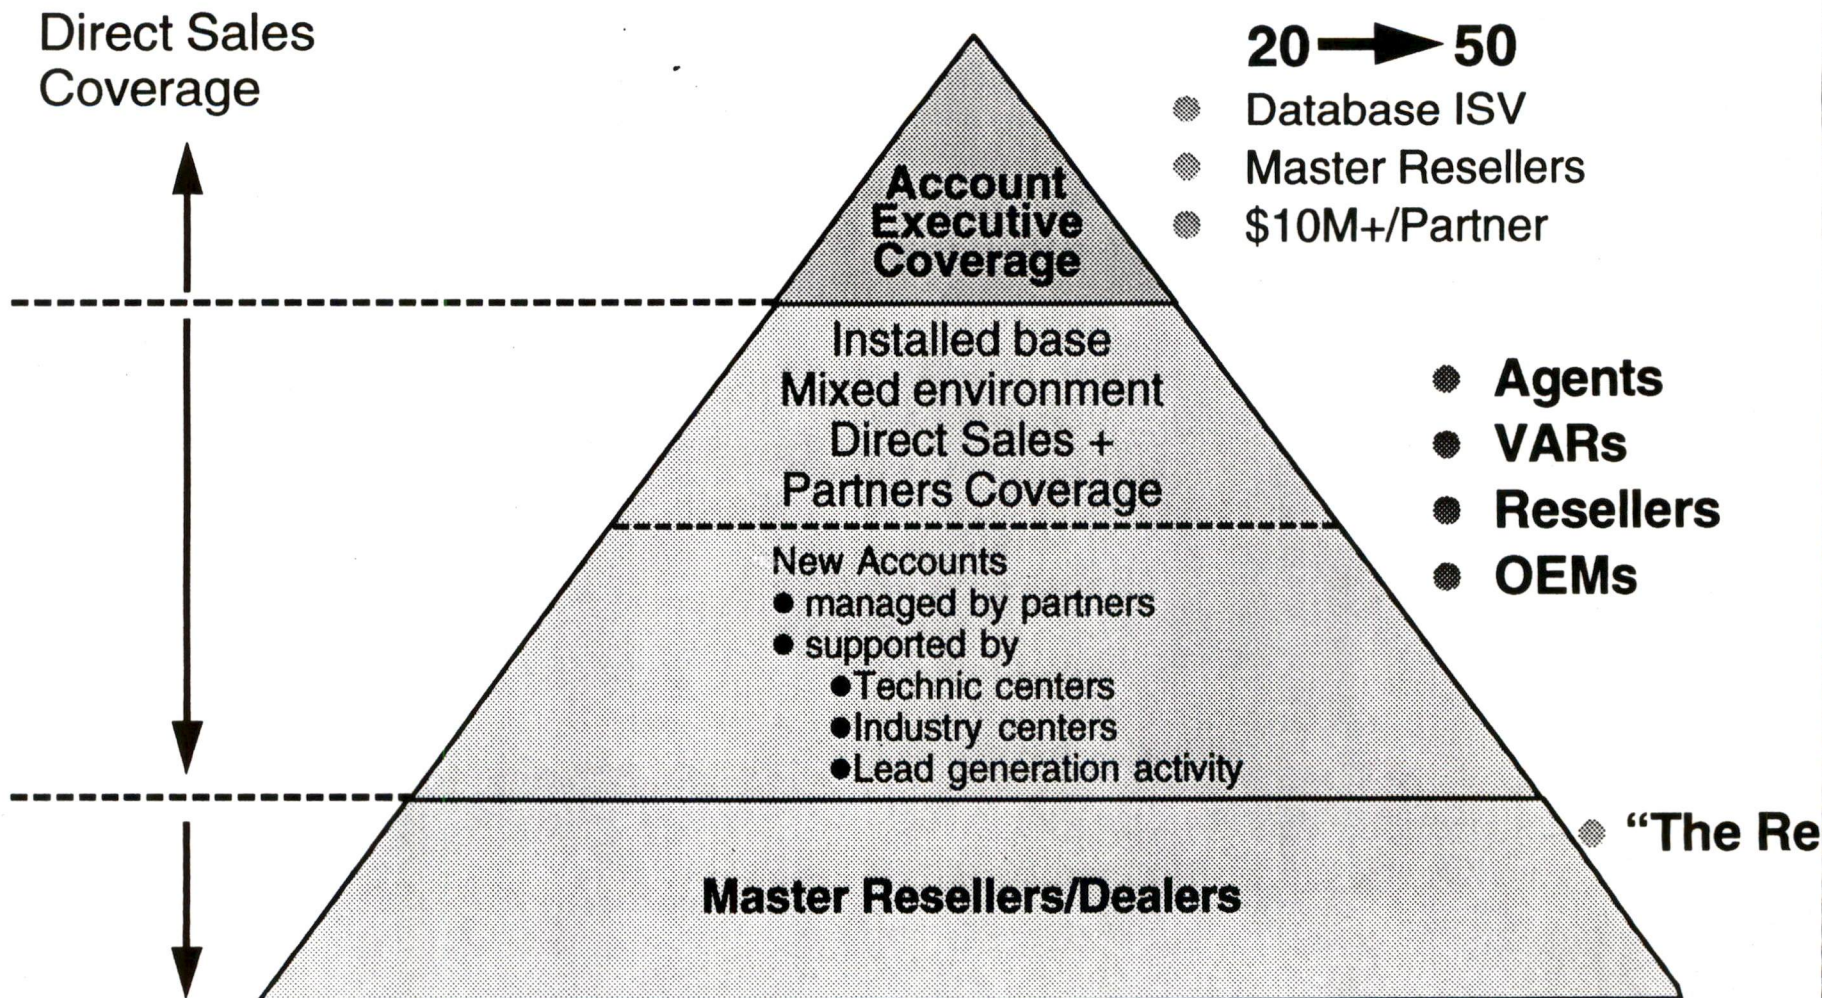 Direct Sales
Coverage
20 50
Database ISV
Master Resellers
$10M+/Partner
Account
Executive
Coverage
Installed base
Mixed environment
Direct Sales +
Partners Coverage
• Agents
• VARs
• Resellers
• OEMs
New Accounts
• managed by partners
• supported by
•Technic centers
•Industry centers
•Lead generation activity
“The Re
Master Resellers/Dealers